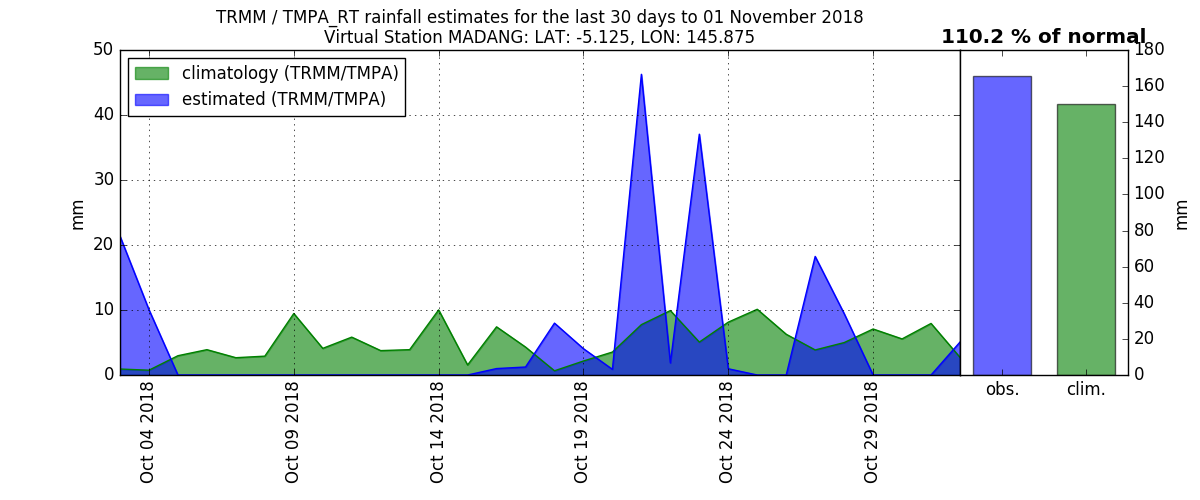 TRMM / TMPA_RT rainfall estimates for the last 30 days to 01 November 2018
Virtual Station MADANG: LAT: -5.125, LON: 145.875
110.2 % of normal
climatology (TRMM/TMPA)
estimated (TRMM/TMPA)
mm
50
40
30
20
10
0
Oct 04 2018
Oct 09 2018
Oct 14 2018
Oct 19 2018
Oct 24 2018
Oct 29 2018
obs.
clim.
180
160
140
120
100
80
60
40
20
0
mm